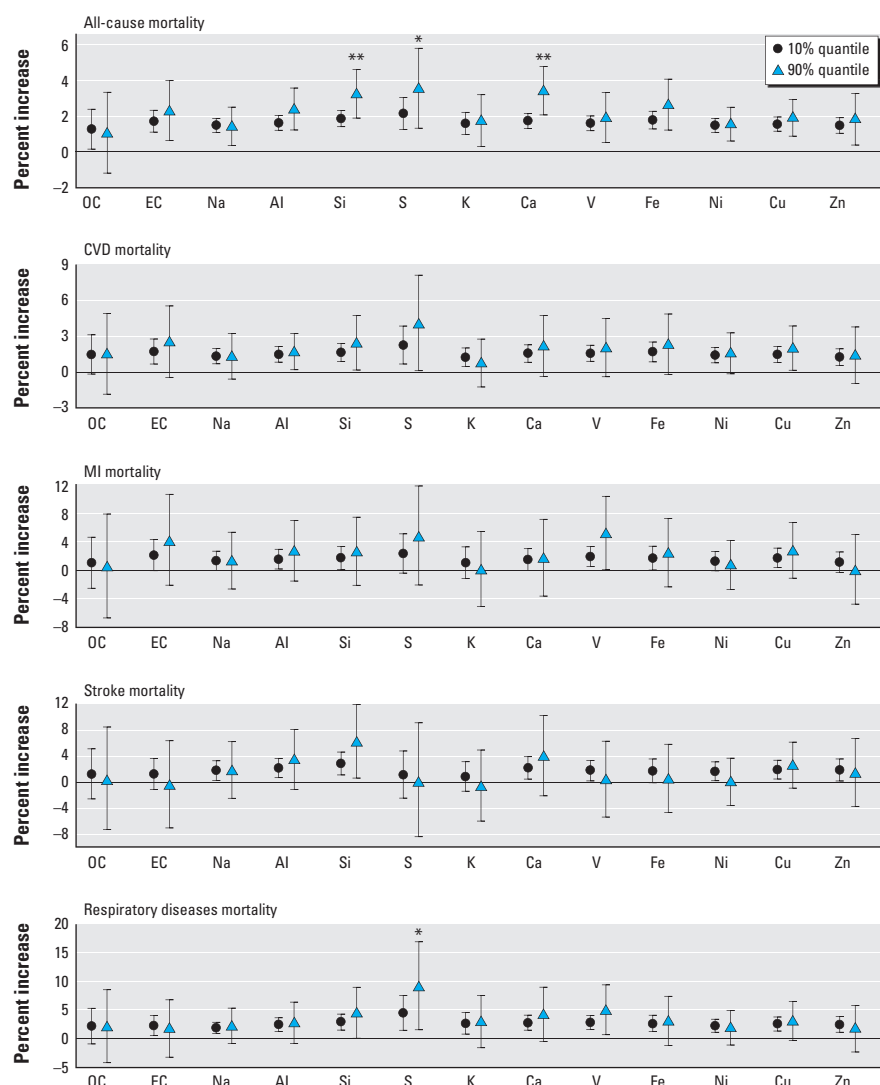 All-cause mortality
Percent increase
6
4
2
0
–2
** * **
10% quantile
90% quantile
OC EC Na Al Si S K Ca V Fe Ni Cu Zn
CVD mortality
Percent increase
9
6
3
0
–3
OC EC Na Al Si S K Ca V Fe Ni Cu Zn
MI mortality
Percent increase
12
8
4
0
–4
–8
OC EC Na Al Si S K Ca V Fe Ni Cu Zn
Stroke mortality
Percent increase
12
8
4
0
–4
–8
OC EC Na Al Si S K Ca V Fe Ni Cu Zn
Respiratory diseases mortality
Percent increase
20
15
10
5
0
–5
*
OC EC Na Al Si S K Ca V Fe Ni Cu Zn